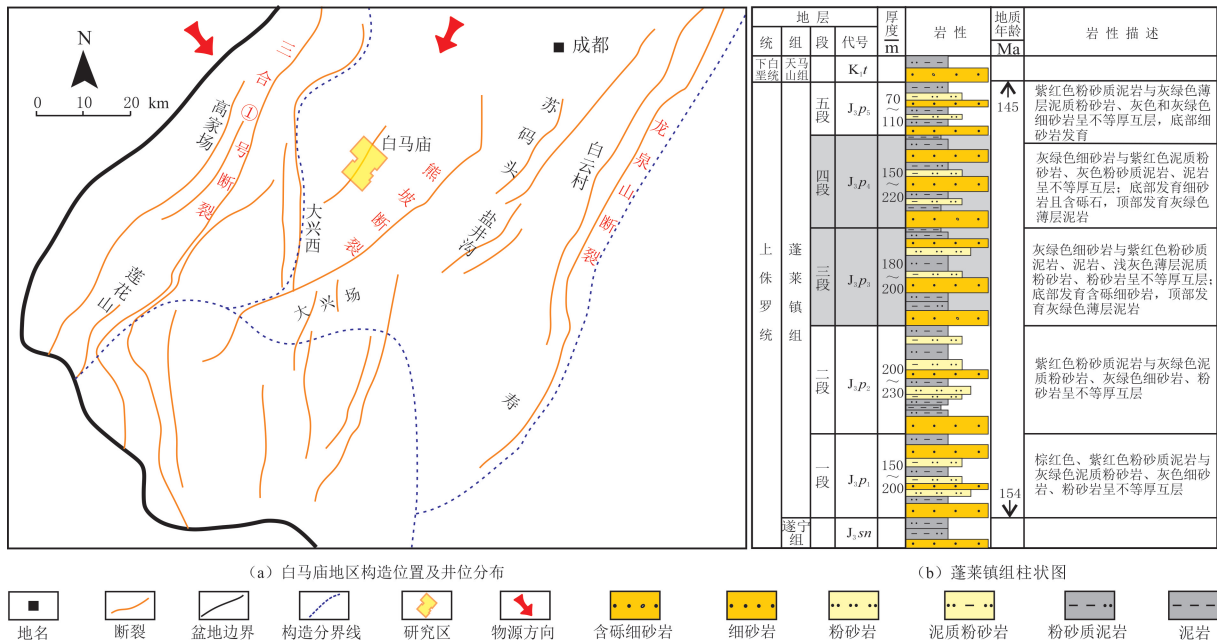 N
0 10 20 km
成都
三合①号断裂
高家场
白马庙
苏码头
白云村
龙泉山断裂
熊坡断裂
大兴西
盐井沟
莲花山
大兴场
寿
(a) 白马庙地区构造位置及井位分布
地层
厚度
m
岩性
地质年龄
Ma
岩性描述
统
组
段
代号
下白垩统
天马山组
K₁t
上侏罗统
蓬莱镇组
五段
J₃p₅
70～110
145
紫红色粉砂质泥岩与灰绿色薄
层泥质粉砂岩、灰色和灰绿色
细砂岩呈不等厚互层，底部细
砂岩发育
四段
J₃p₄
150～220
灰绿色细砂岩与紫红色泥质粉
砂岩、灰色粉砂质泥岩、泥岩
呈不等厚互层；底部发育细砂
岩且含砾石，顶部发育灰绿色
薄层泥岩
三段
J₃p₃
180～200
灰绿色细砂岩与紫红色粉砂质
泥岩、泥岩、浅灰色薄层泥质
粉砂岩、粉砂岩呈不等厚互层；
底部发育含砾细砂岩，顶部发
育灰绿色薄层泥岩
二段
J₃p₂
200～230
紫红色粉砂质泥岩与灰绿色泥
质粉砂岩、灰绿色细砂岩、粉
砂岩呈不等厚互层
一段
J₃p₁
150～200
154
棕红色、紫红色粉砂质泥岩与
灰绿色泥质粉砂岩、灰色细砂
岩、粉砂岩呈不等厚互层
遂宁组
J₃sn
(b) 蓬莱镇组柱状图
地名
断裂
盆地边界
构造分界线
研究区
物源方向
含砾细砂岩
细砂岩
粉砂岩
泥质粉砂岩
粉砂质泥岩
泥岩